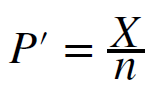 P′ = X/n